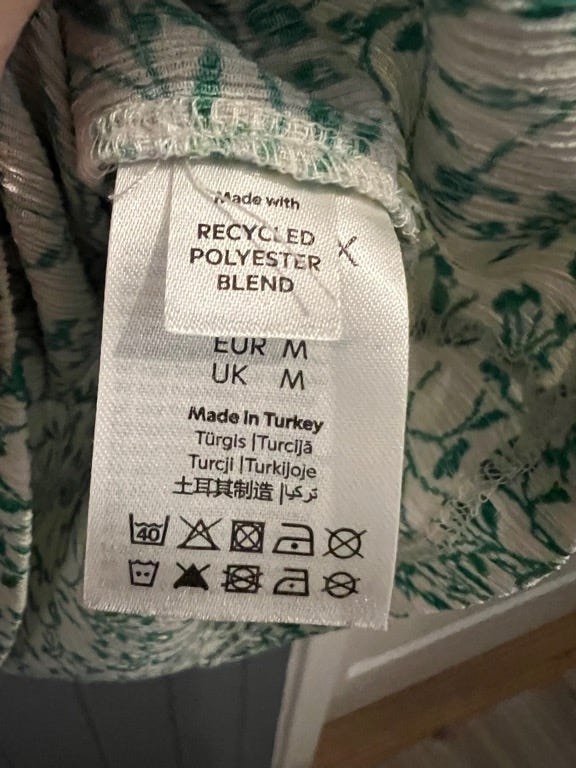 Made with
RECYCLED
POLYESTER
BLEND
EUR M
UK M
Made in Turkey
Türgis |Turcijā
Turcji |Turkijoje
土耳其制造 |تركيا
40